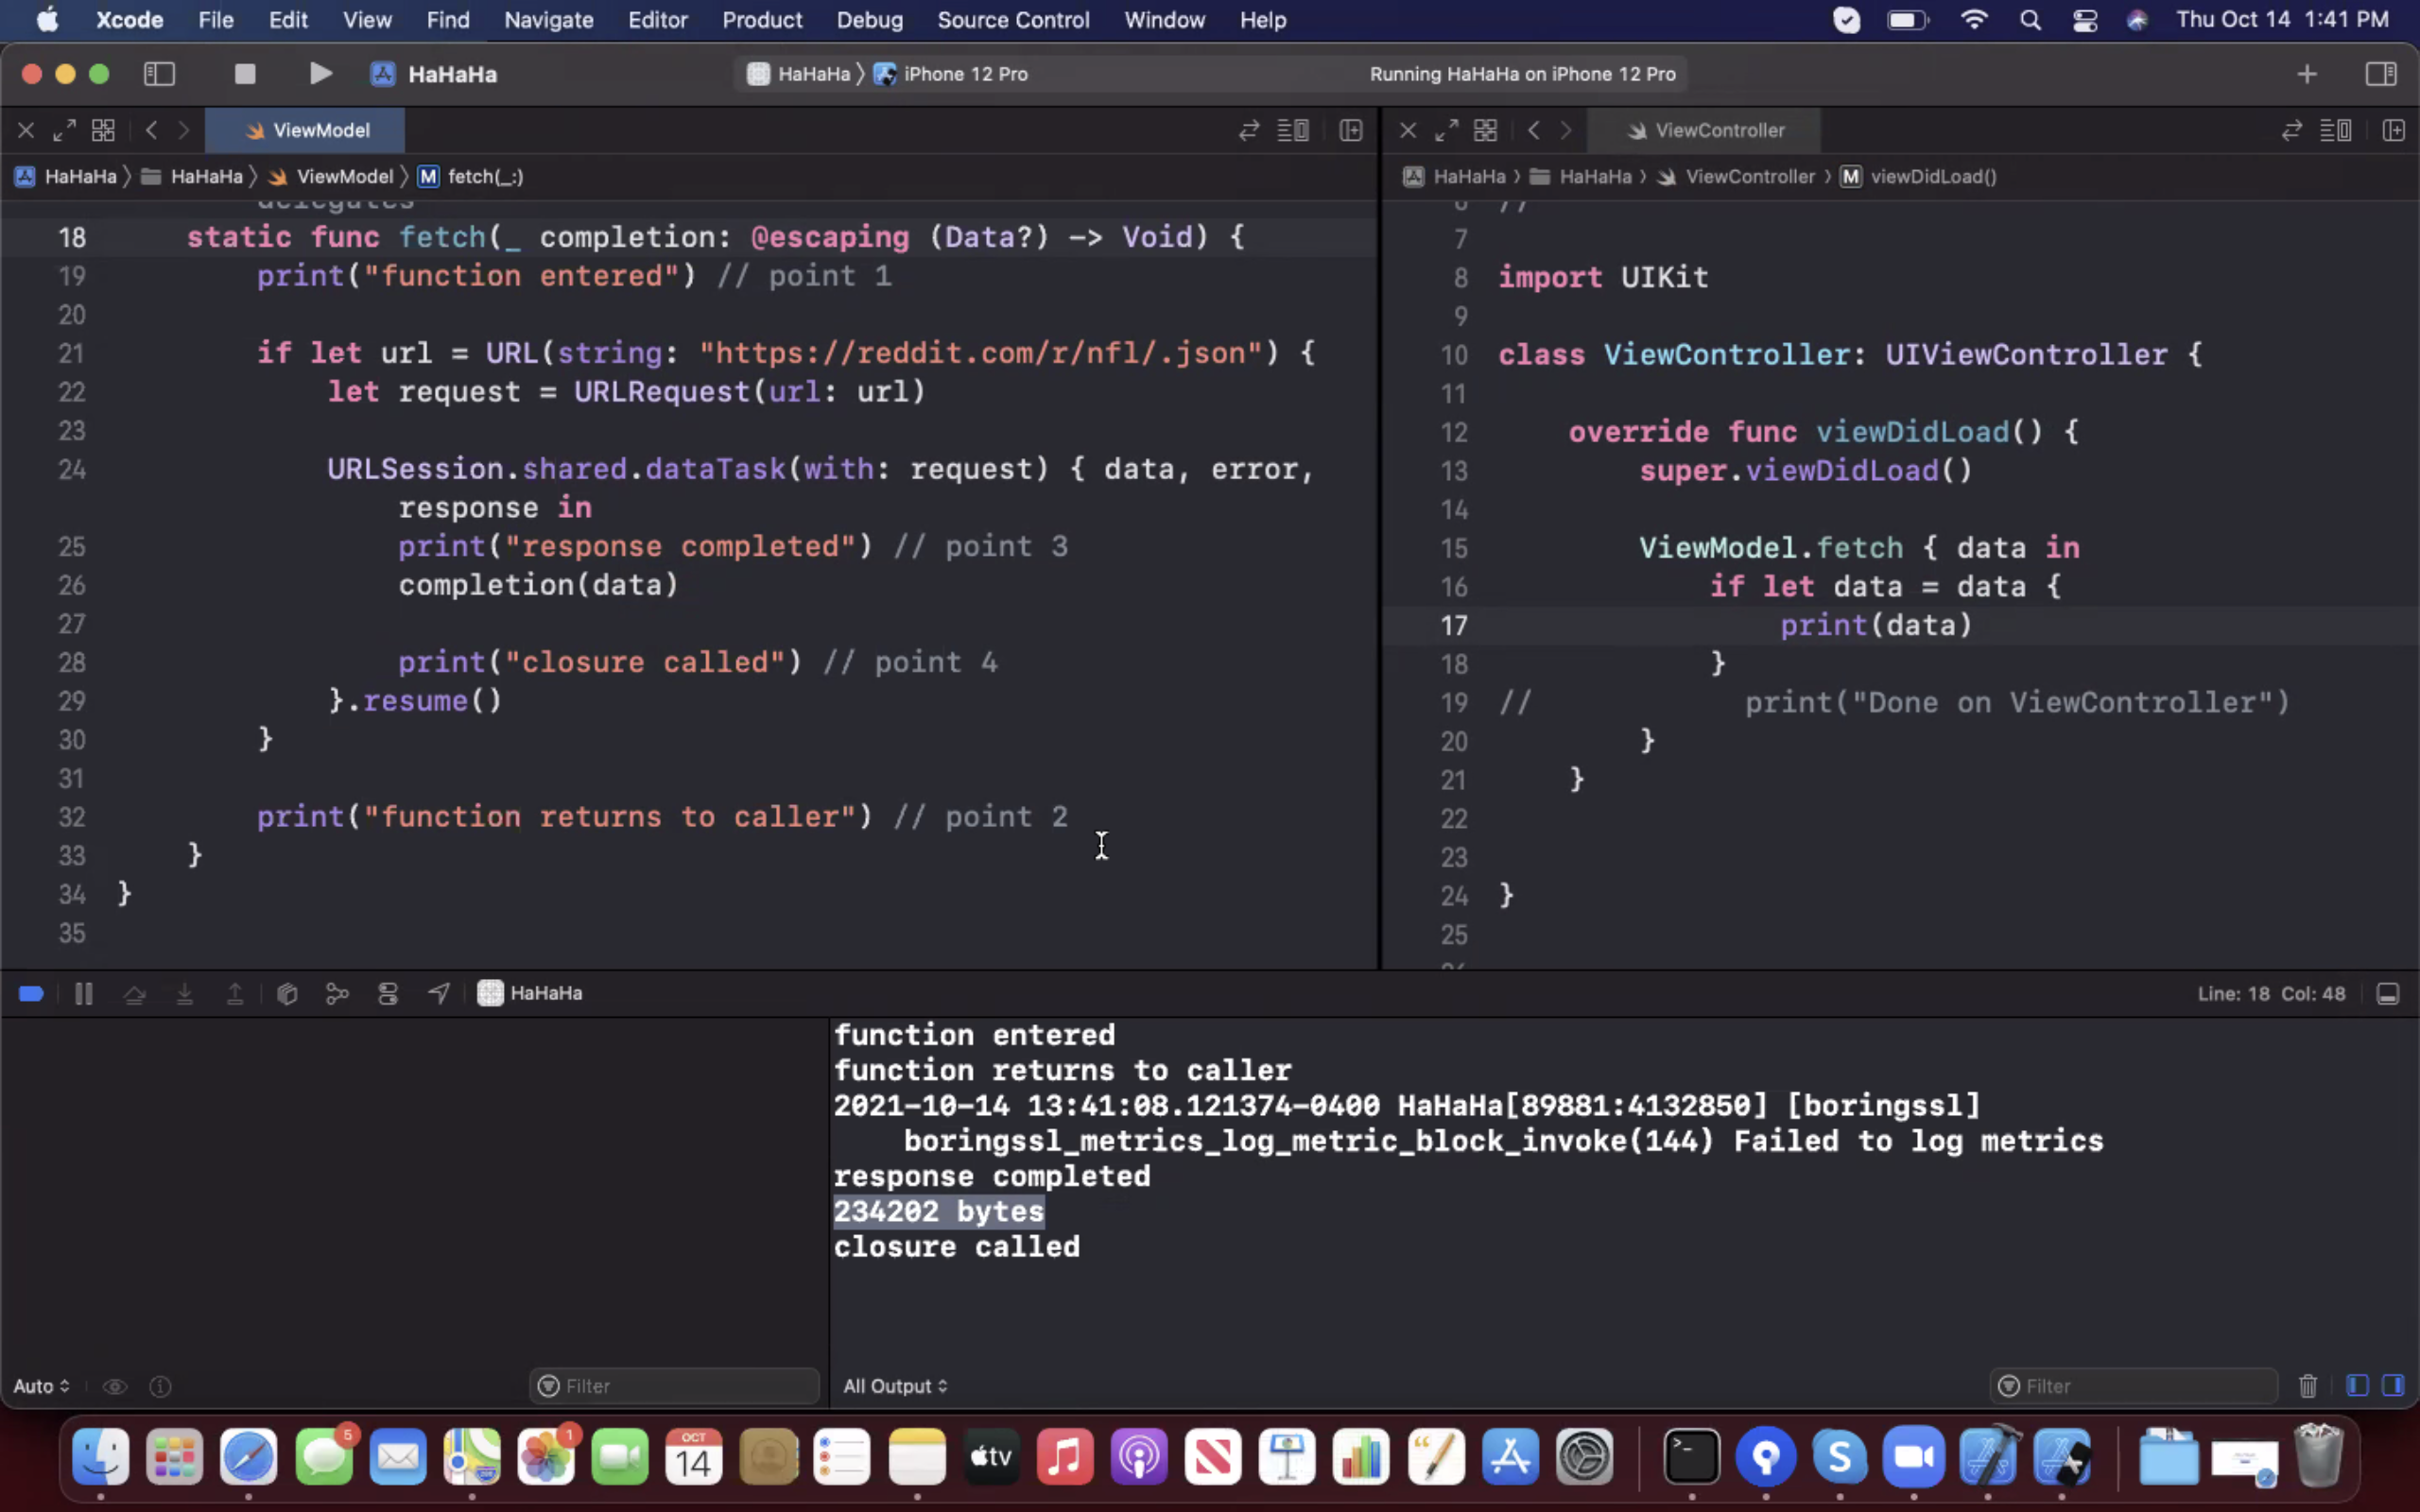 Xcode File Edit View Find Navigate Editor Product Debug Source Control Window Help Thu Oct 14 1:41 PM
HaHaHa HaHaHa 〉 iPhone 12 Pro Running HaHaHa on iPhone 12 Pro
ViewModel
HaHaHa 〉 HaHaHa 〉 ViewModel 〉 M fetch(_:)
delegates
18 static func fetch(_ completion: @escaping (Data?) -> Void) {
19 print("function entered") // point 1
20
21 if let url = URL(string: "https://reddit.com/r/nfl/.json") {
22 let request = URLRequest(url: url)
23
24 URLSession.shared.dataTask(with: request) { data, error,
response in
25 print("response completed") // point 3
26 completion(data)
27
28 print("closure called") // point 4
29 }.resume()
30 }
31
32 print("function returns to caller") // point 2
33 }
34 }
35
ViewController
HaHaHa 〉 HaHaHa 〉 ViewController 〉 M viewDidLoad()
6 //
7
8 import UIKit
9
10 class ViewController: UIViewController {
11
12 override func viewDidLoad() {
13 super.viewDidLoad()
14
15 ViewModel.fetch { data in
16 if let data = data {
17 print(data)
18 }
19 // print("Done on ViewController")
20 }
21 }
22
23
24 }
25
HaHaHa Line: 18 Col: 48
function entered
function returns to caller
2021-10-14 13:41:08.121374-0400 HaHaHa[89881:4132850] [boringssl]
boringssl_metrics_log_metric_block_invoke(144) Failed to log metrics
response completed
234202 bytes
closure called
Auto Filter All Output Filter
5 1 OCT
14 tv S